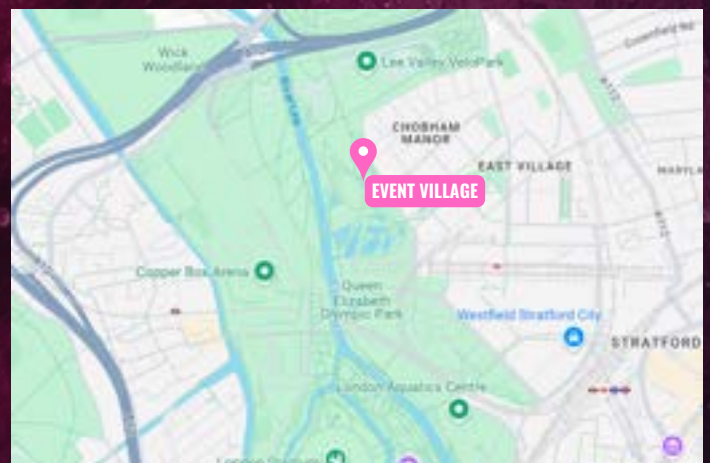 Wick
Woodland
Lee Valley VeloPark
A112
CHOBHAM
MANOR
EAST VILLAGE
EVENT VILLAGE
Copper Box Arena
Queen
Elizabeth
Olympic Park
Westfield Stratford City
STRATFORD
London Aquatics Centre
London Stadium